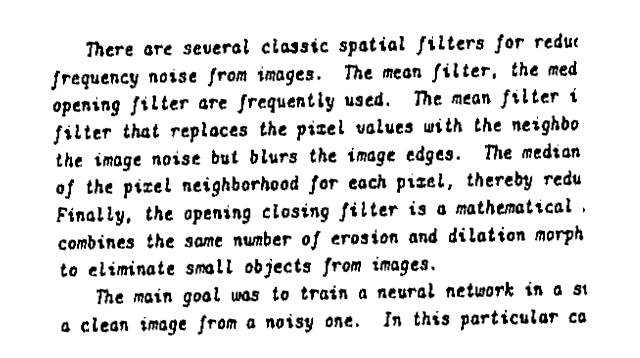 There are several classic spatial filters for reduc
frequency noise from images. The mean filter, the med
opening filter are frequently used. The mean filter i
filter that replaces the pixel values with the neighbo
the image noise but blurs the image edges. The median
of the pixel neighborhood for each pixel, thereby redu
Finally, the opening closing filter is a mathematical
combines the same number of erosion and dilation morph
to eliminate small objects from images.
The main goal was to train a neural network in a
a clean image from a noisy one. In this particular ca